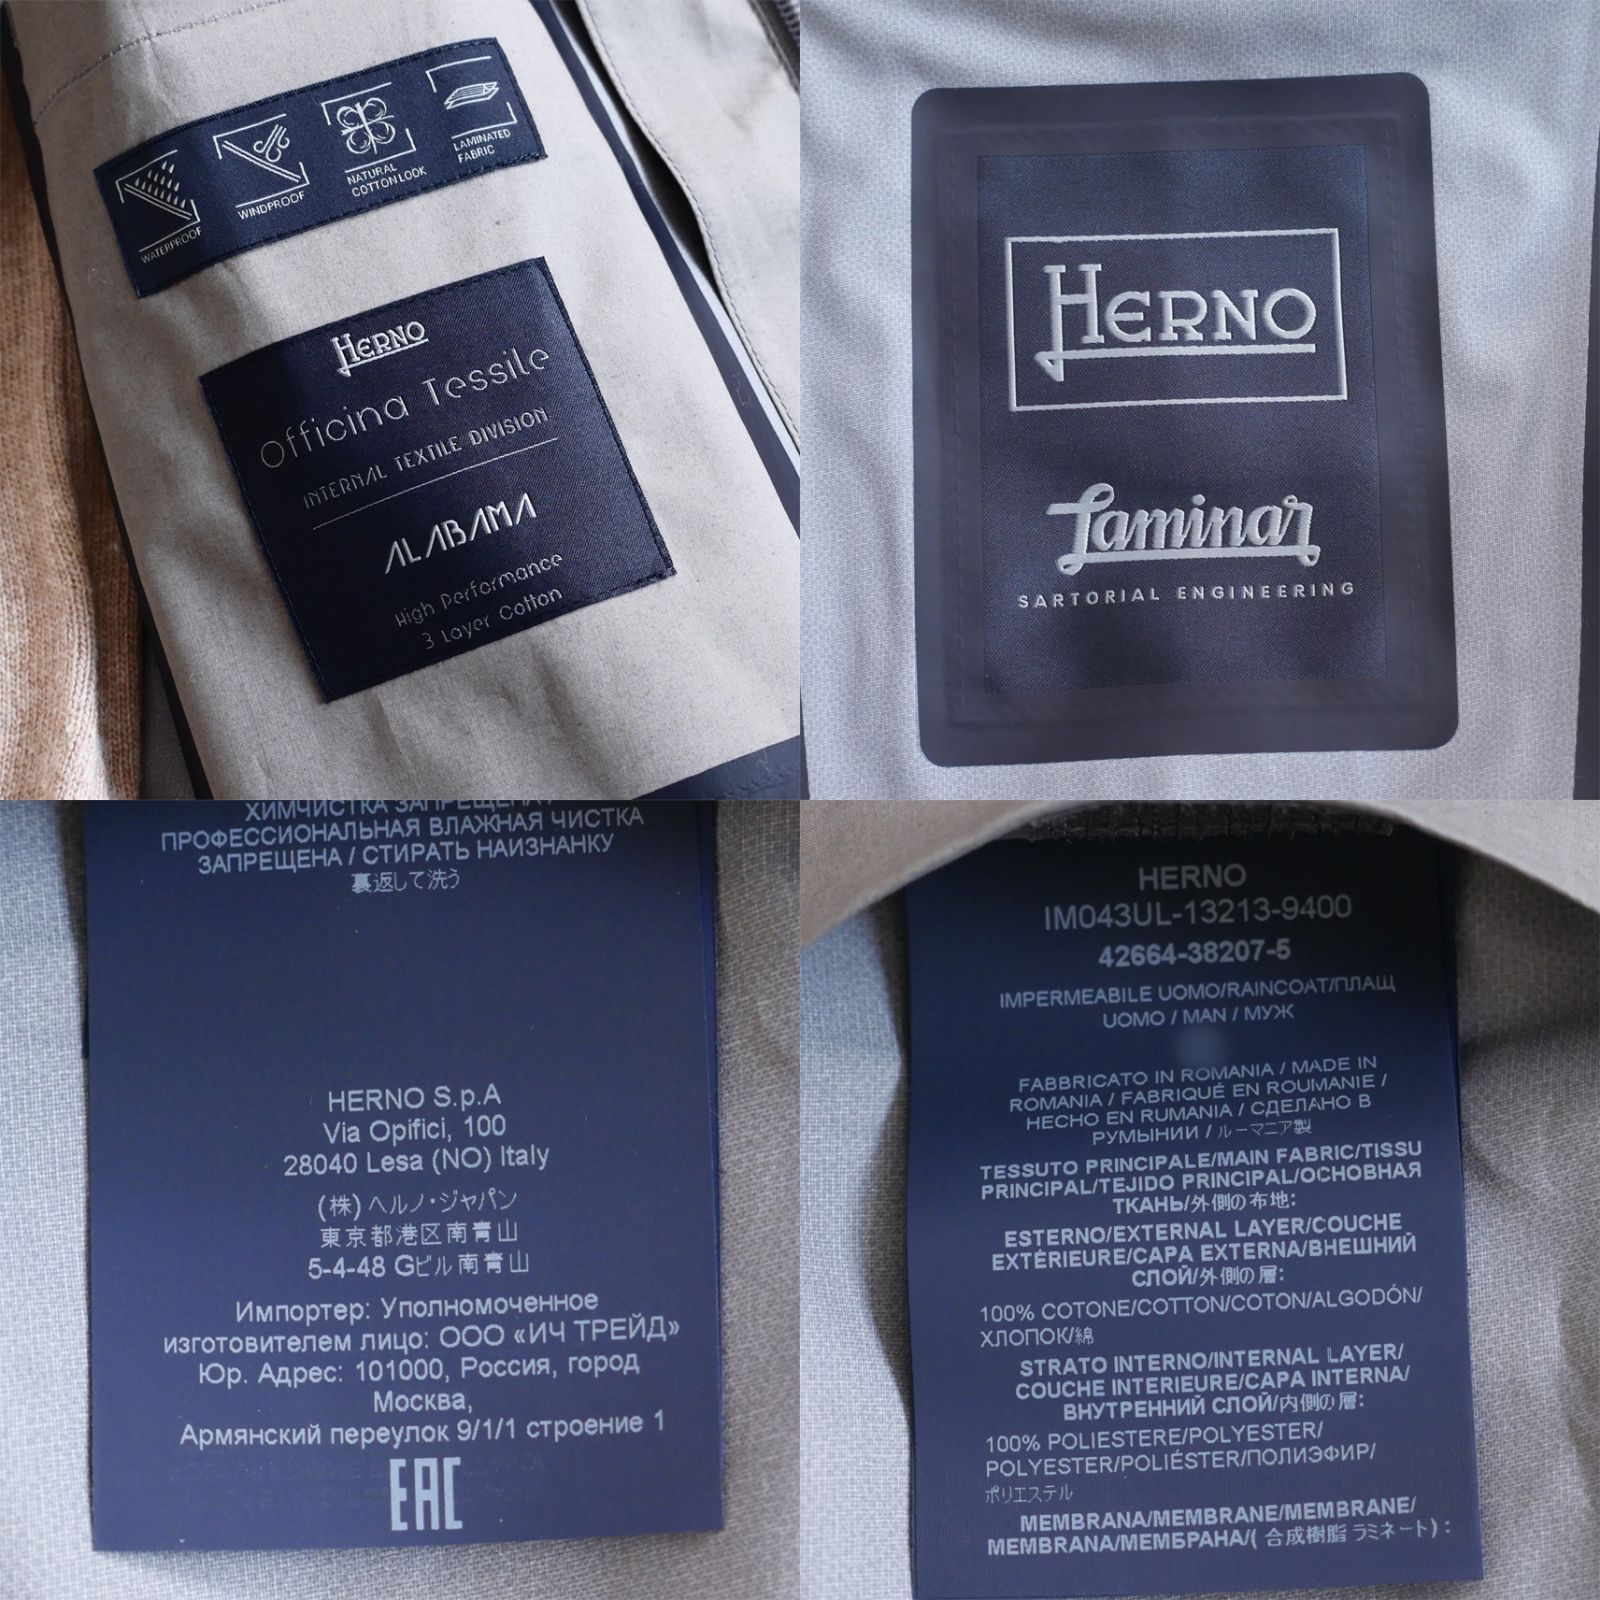 WATERPROOF
WINDPROOF
NATURAL
COTTON LOOK
LAMINATED
FABRIC
HERNO
Officina Tessile
INTERNAL TEXTILE DIVISION
ALABAMA
High Performance
3 Layer Cotton
HERNO
Laminar
SARTORIAL ENGINEERING
ХИМЧИСТКА ЗАПРЕЩЕНА /
ПРОФЕССИОНАЛЬНАЯ ВЛАЖНАЯ ЧИСТКА
ЗАПРЕЩЕНА / СТИРАТЬ НАИЗНАНКУ
裏返して洗う
HERNO S.p.A
Via Opifici, 100
28040 Lesa (NO) Italy
(株)ヘルノ・ジャパン
東京都港区南青山
5-4-48 Gビル南青山
Импортер: Уполномоченное
изготовителем лицо: ООО «ИЧ ТРЕЙД»
Юр. Адрес: 101000, Россия, город
Москва,
Армянский переулок 9/1/1 строение 1
EAC
HERNO
IM043UL-13213-9400
42664-38207-5
IMPERMEABILE UOMO/RAINCOAT/ПЛАЩ
UOMO / MAN / МУЖ
FABBRICATO IN ROMANIA / MADE IN
ROMANIA / FABRIQUÉ EN ROUMANIE /
HECHO EN RUMANIA / СДЕЛАНО В
РУМЫНИИ / ルーマニア製
TESSUTO PRINCIPALE/MAIN FABRIC/TISSU
PRINCIPAL/TEJIDO PRINCIPAL/ОСНОВНАЯ
ТКАНЬ/外側の布地:
ESTERNO/EXTERNAL LAYER/COUCHE
EXTÉRIEURE/CAPA EXTERNA/ВНЕШНИЙ
СЛОЙ/外側の層:
100% COTONE/COTTON/COTON/ALGODÓN/
ХЛОПОК/綿
STRATO INTERNO/INTERNAL LAYER/
COUCHE INTERIEURE/CAPA INTERNA/
ВНУТРЕННИЙ СЛОЙ/内側の層:
100% POLIESTERE/POLYESTER/
POLYESTER/POLIÉSTER/ПОЛИЭФИР/
ポリエステル
MEMBRANA/MEMBRANE/MEMBRANE/
MEMBRANA/МЕМБРАНА/( 合成樹脂 ラミネート) :